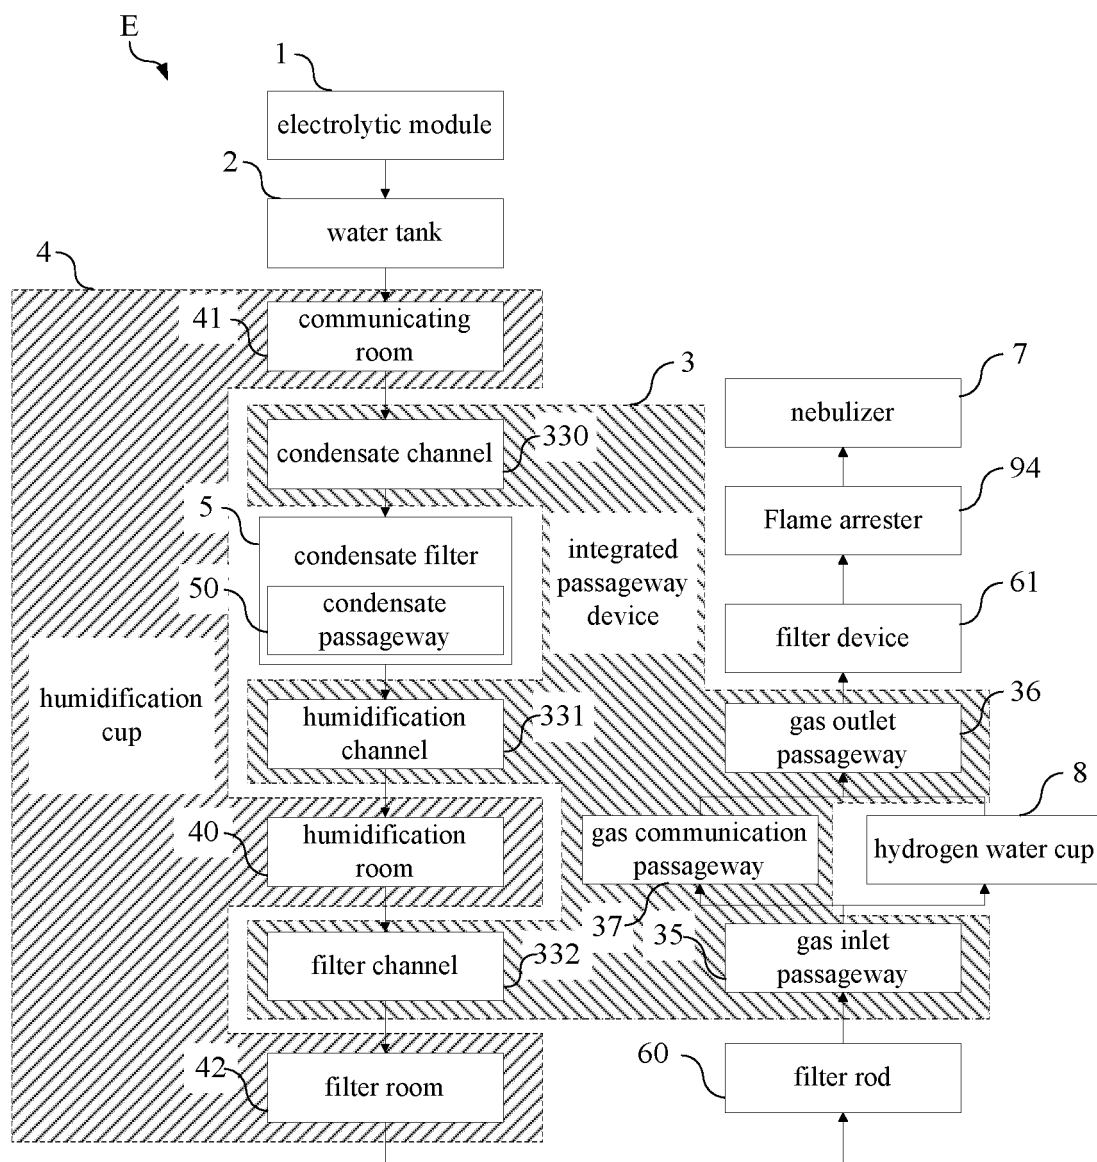 E
1
electrolytic module
2
water tank
4
41
communicating
room
3
7
nebulizer
condensate channel
330
94
Flame arrester
5
condensate filter
50
condensate
passageway
integrated
passageway
device
61
filter device
humidification
cup
humidification
channel
331
36
gas outlet
passageway
8
40
humidification
room
gas communication
passageway
hydrogen water cup
37
35
gas inlet
passageway
filter channel
332
42
filter room
60
filter rod